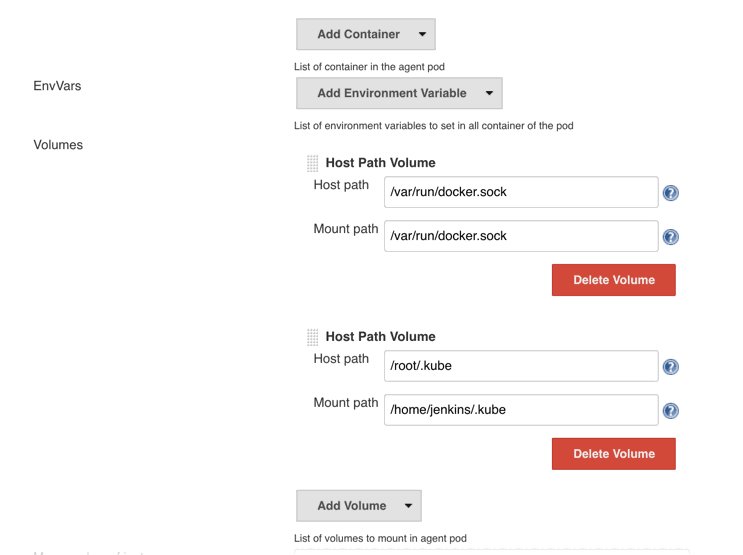 Add Container
List of container in the agent pod
EnvVars
Add Environment Variable
List of environment variables to set in all container of the pod
Volumes
Host Path Volume
Host path
/var/run/docker.sock
Mount path
/var/run/docker.sock
Delete Volume
Host Path Volume
Host path
/root/.kube
Mount path
/home/jenkins/.kube
Delete Volume
Add Volume
List of volumes to mount in agent pod